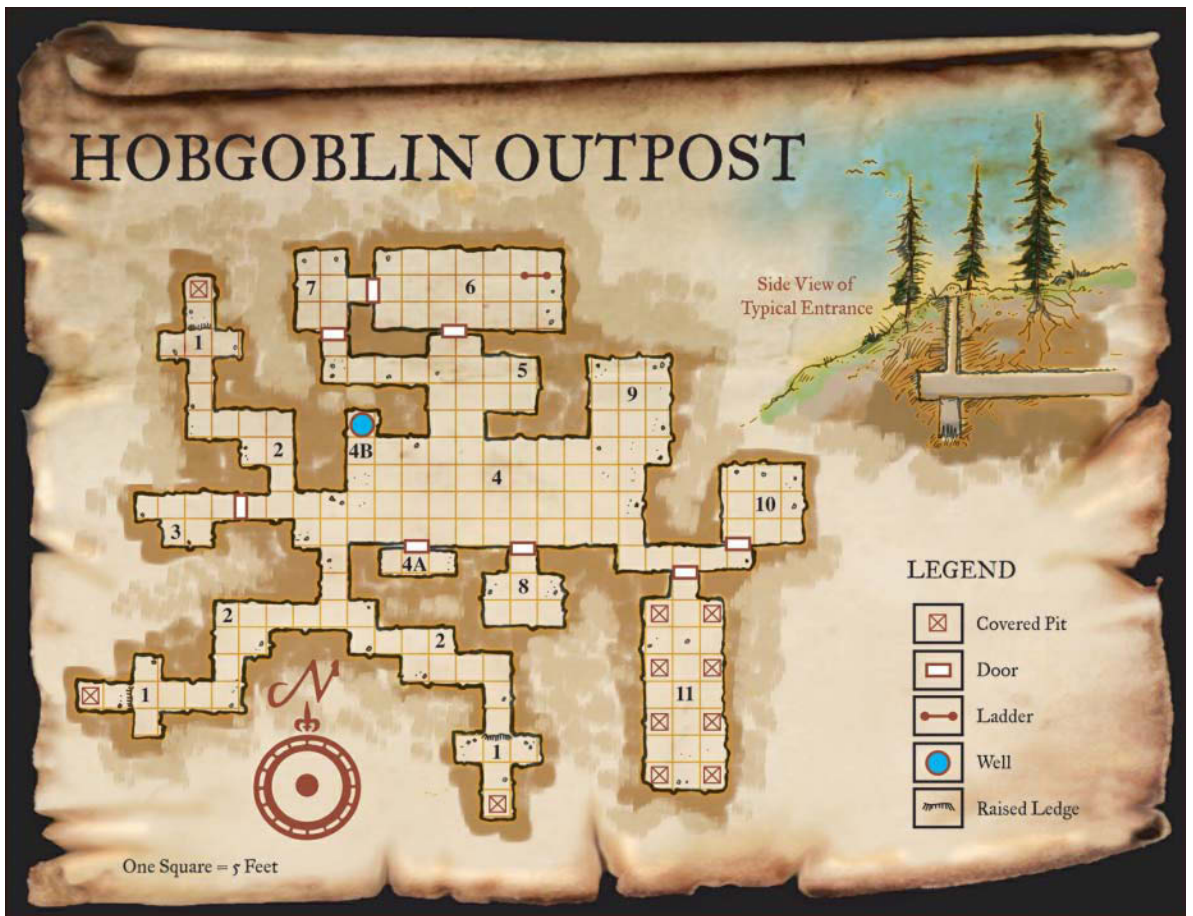 HOBGOBLIN OUTPOST
Side View of
Typical Entrance
7
6
1
5
9
2
4B
4
10
3
4A
8
2
2
11
1
1
N
LEGEND
Covered Pit
Door
Ladder
Well
Raised Ledge
One Square = 5 Feet